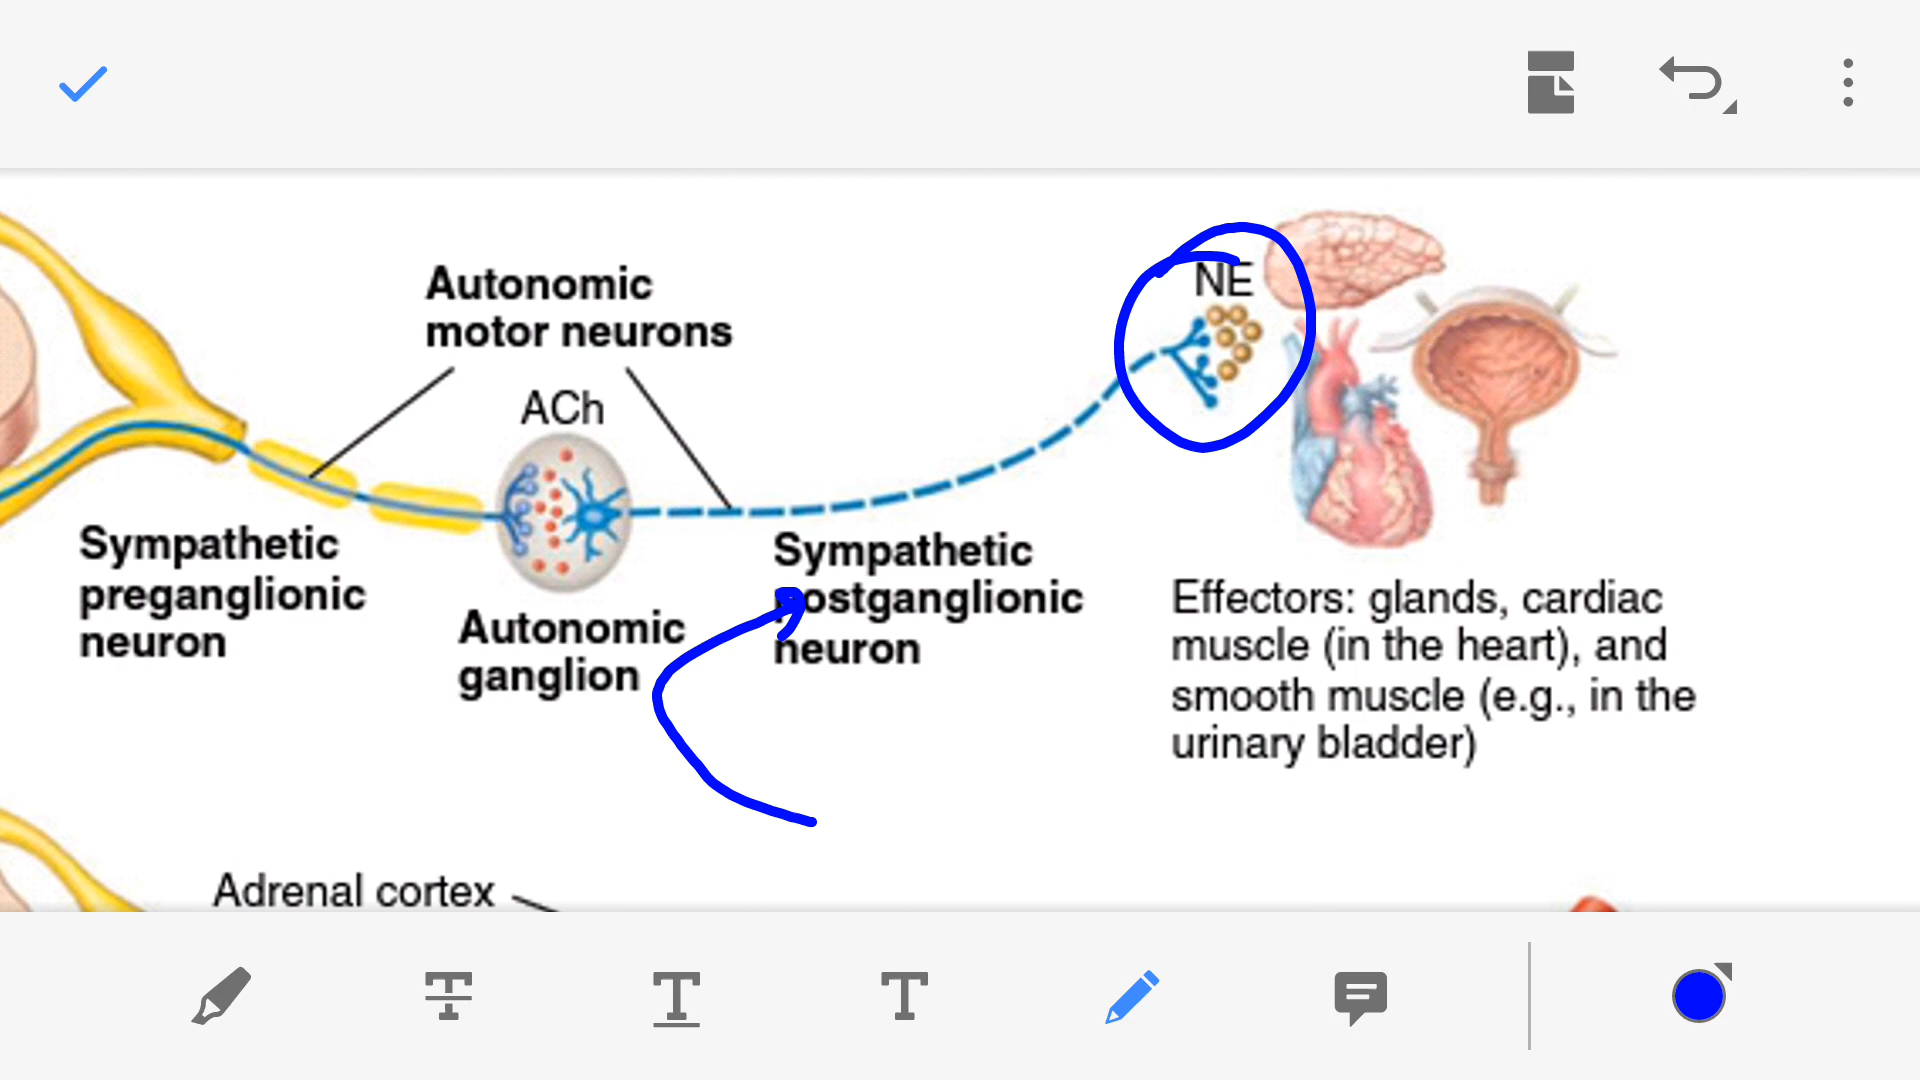 NE
Autonomic
motor neurons
ACh
Sympathetic
preganglionic
neuron
Autonomic
ganglion
Sympathetic
postganglionic
neuron
Effectors: glands, cardiac
muscle (in the heart), and
smooth muscle (e.g., in the
urinary bladder)
Adrenal cortex